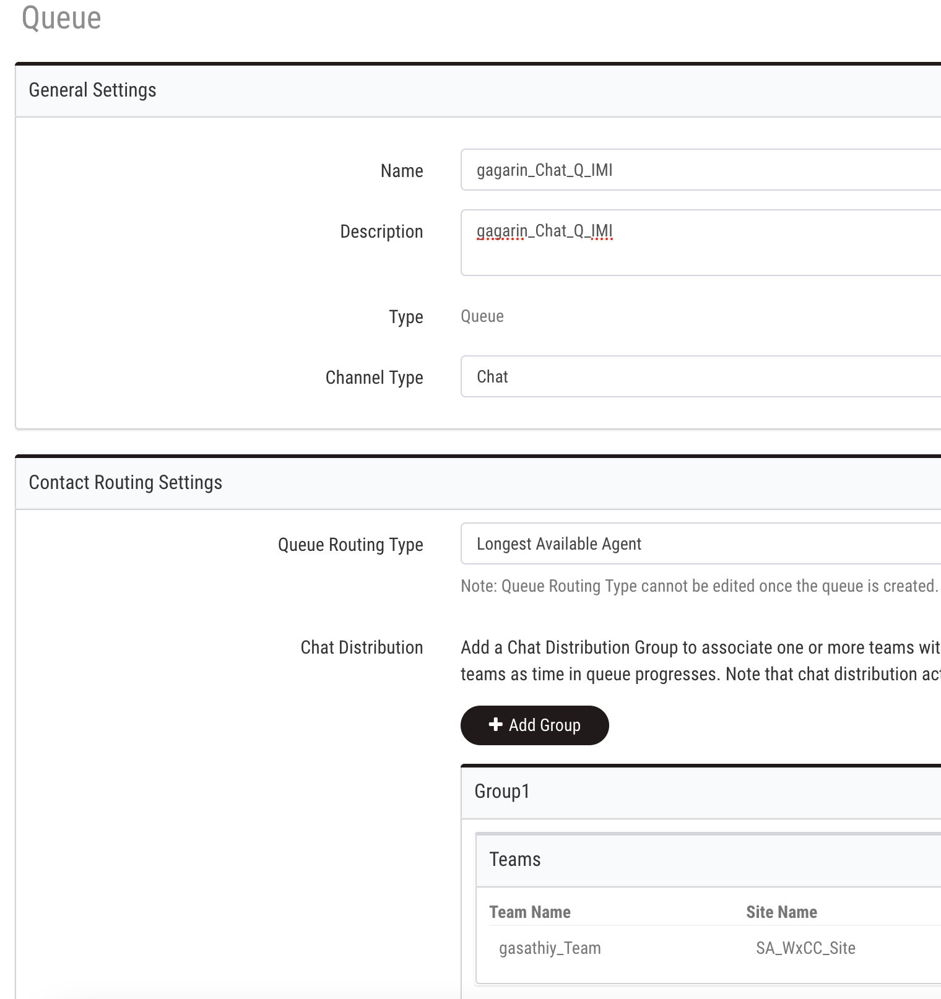 Queue
General Settings
Name
gagarin_Chat_Q_IMI
Description
gagarin_Chat_Q_IMI
Type
Queue
Channel Type
Chat
Contact Routing Settings
Queue Routing Type
Longest Available Agent
Note: Queue Routing Type cannot be edited once the queue is created.
Chat Distribution
Add a Chat Distribution Group to associate one or more teams
teams as time in queue progresses. Note that chat distribution
Add Group
Group1
Teams
Team Name Site Name
gasathiy_Team SA_WxCC_Site